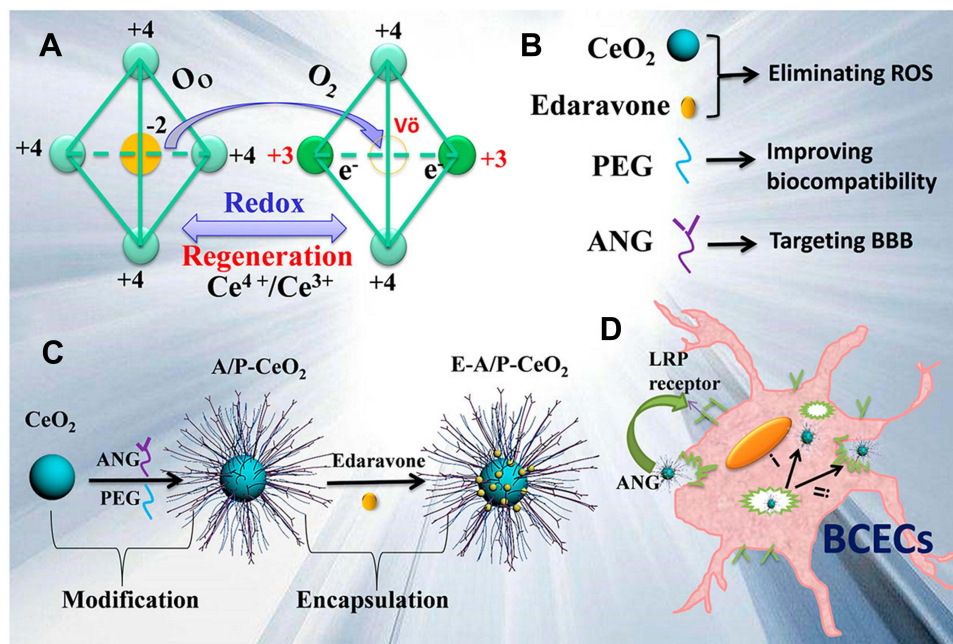 A
+4
+4
Oo
O2
-2
Vö
+4
+4
+3
e-
e-
+3
Redox
Regeneration
Ce4+/Ce3+
+4
+4
B
CeO2
Eliminating ROS
Edaravone
PEG
Improving
biocompatibility
ANG
Targeting BBB
C
A/P-CeO2
E-A/P-CeO2
CeO2
ANG
PEG
Edaravone
Modification
Encapsulation
D
LRP
receptor
ANG
i
ii
BCECs